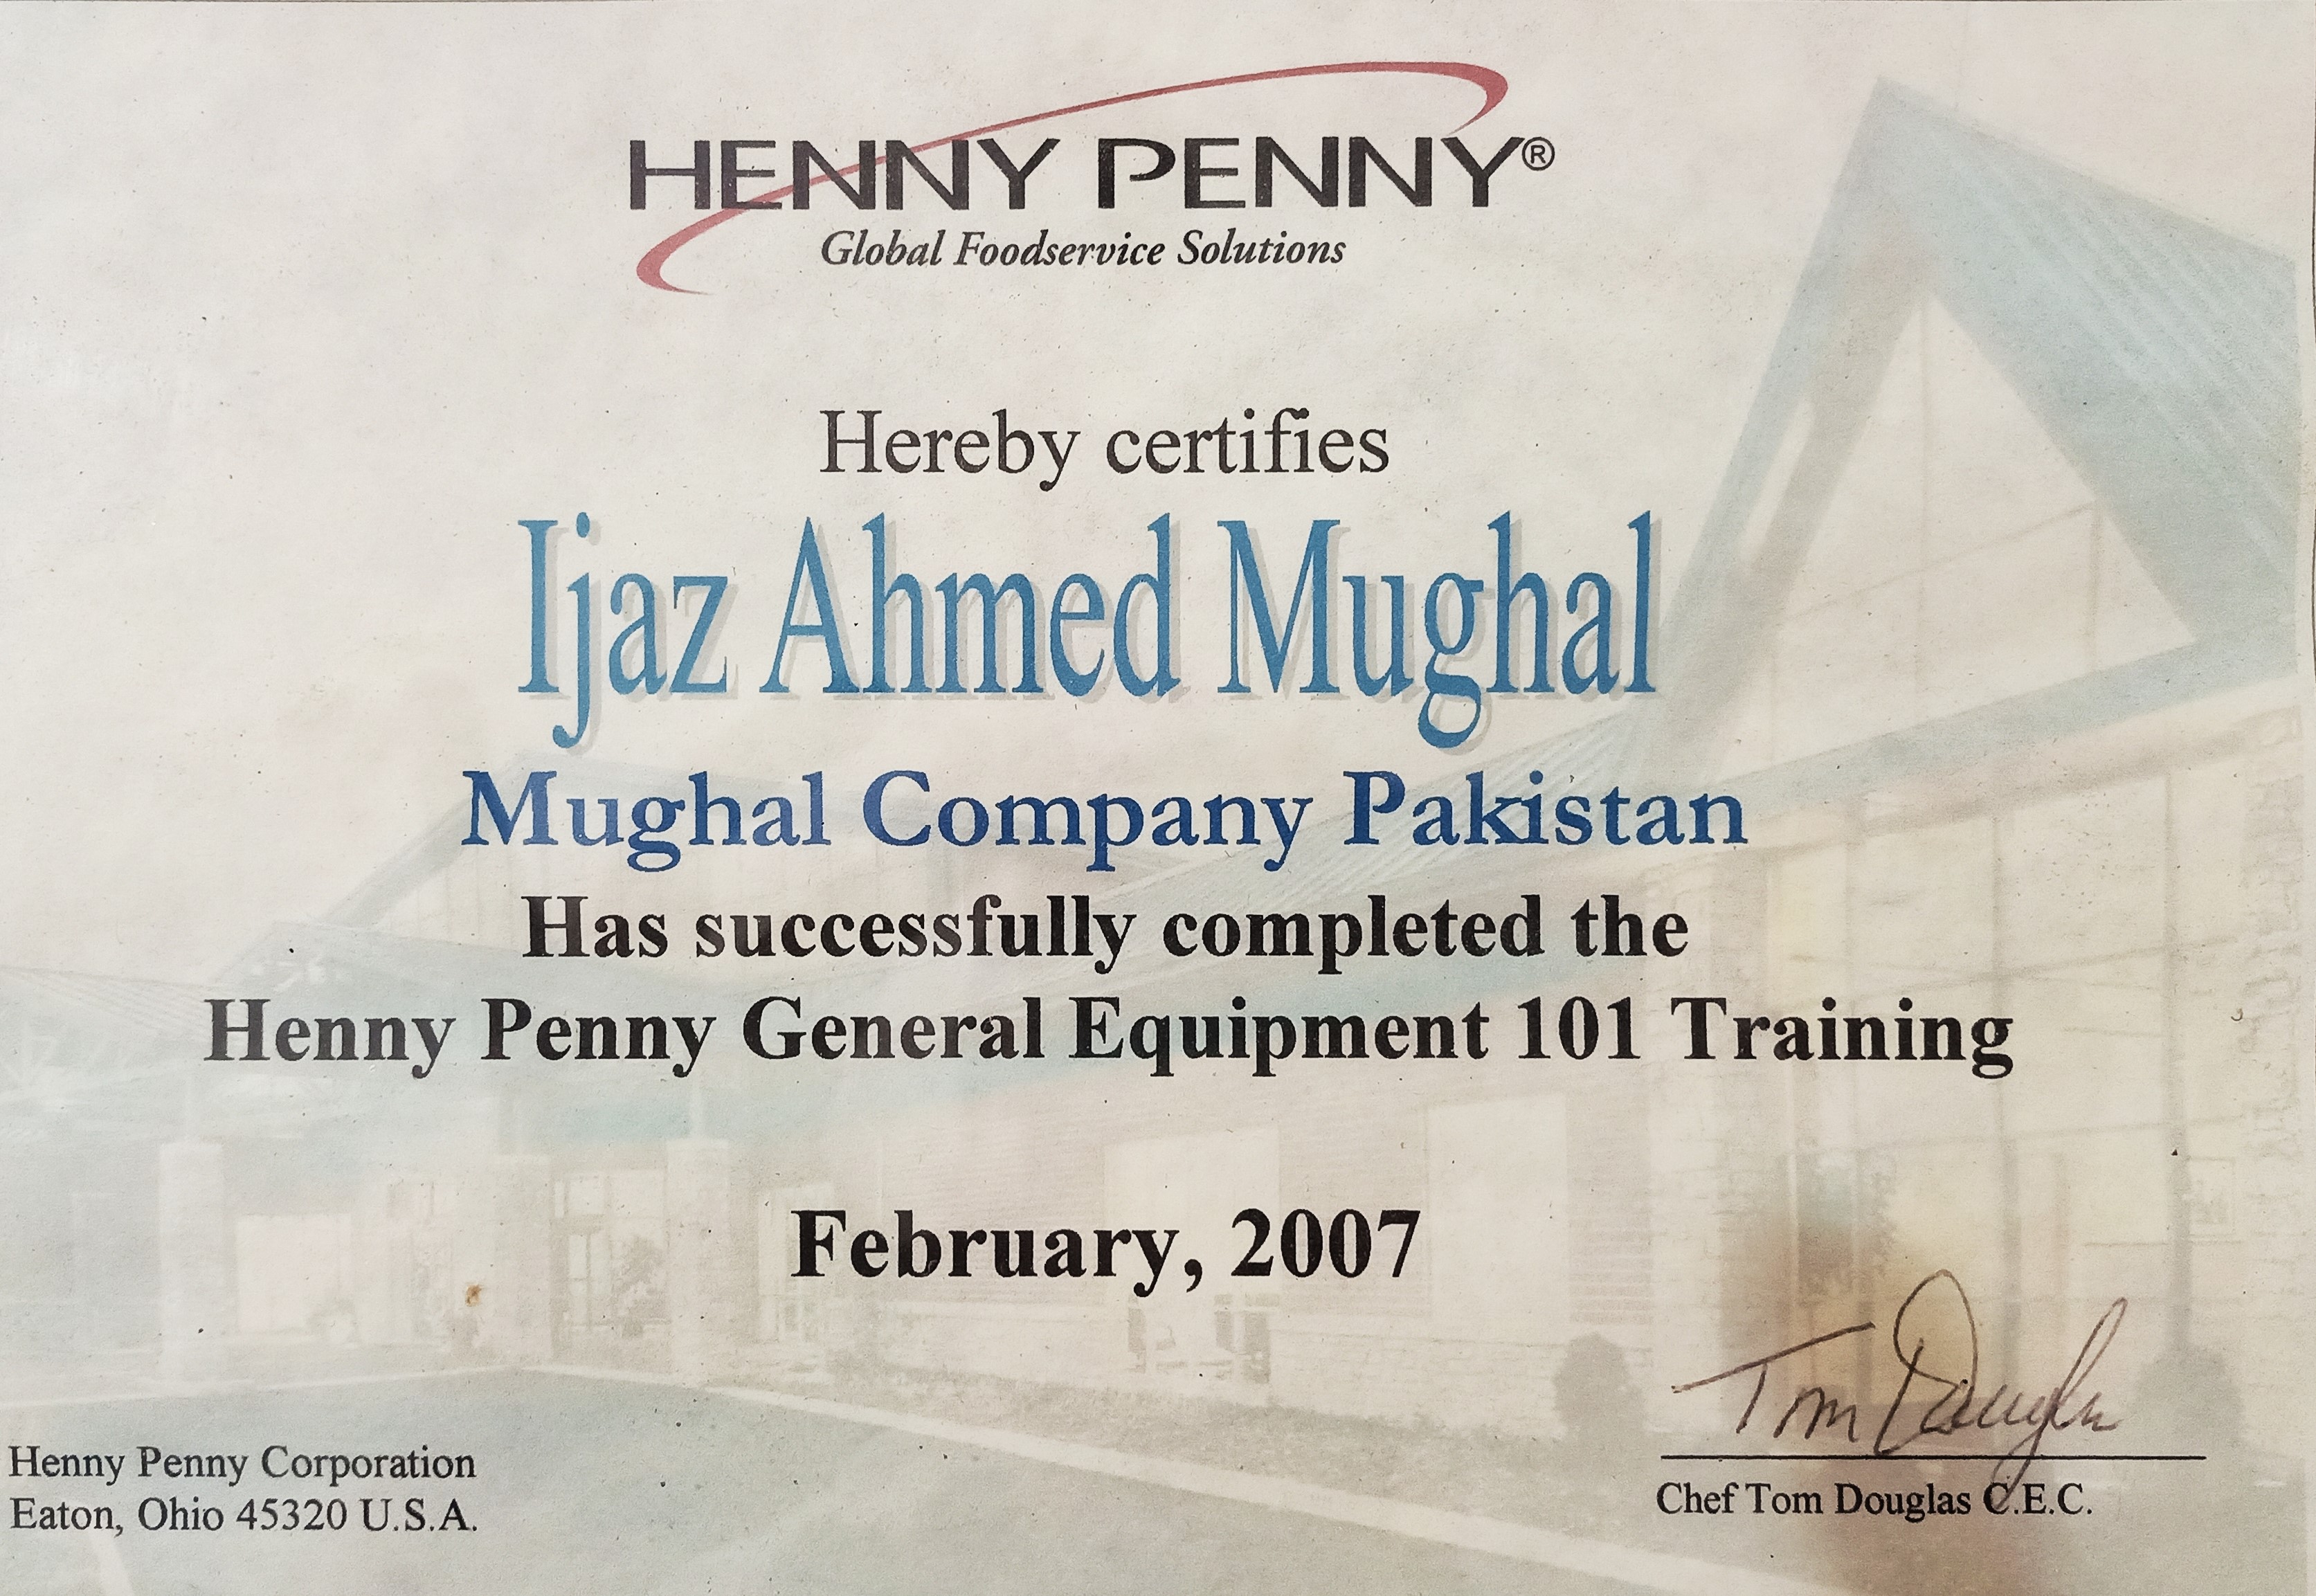 HENNY PENNY®
Global Foodservice Solutions
Hereby certifies
Ijaz Ahmed Mughal
Mughal Company Pakistan
Has successfully completed the
Henny Penny General Equipment 101 Training
February, 2007
Tom Douglas
Henny Penny Corporation
Eaton, Ohio 45320 U.S.A.
Chef Tom Douglas C.E.C.